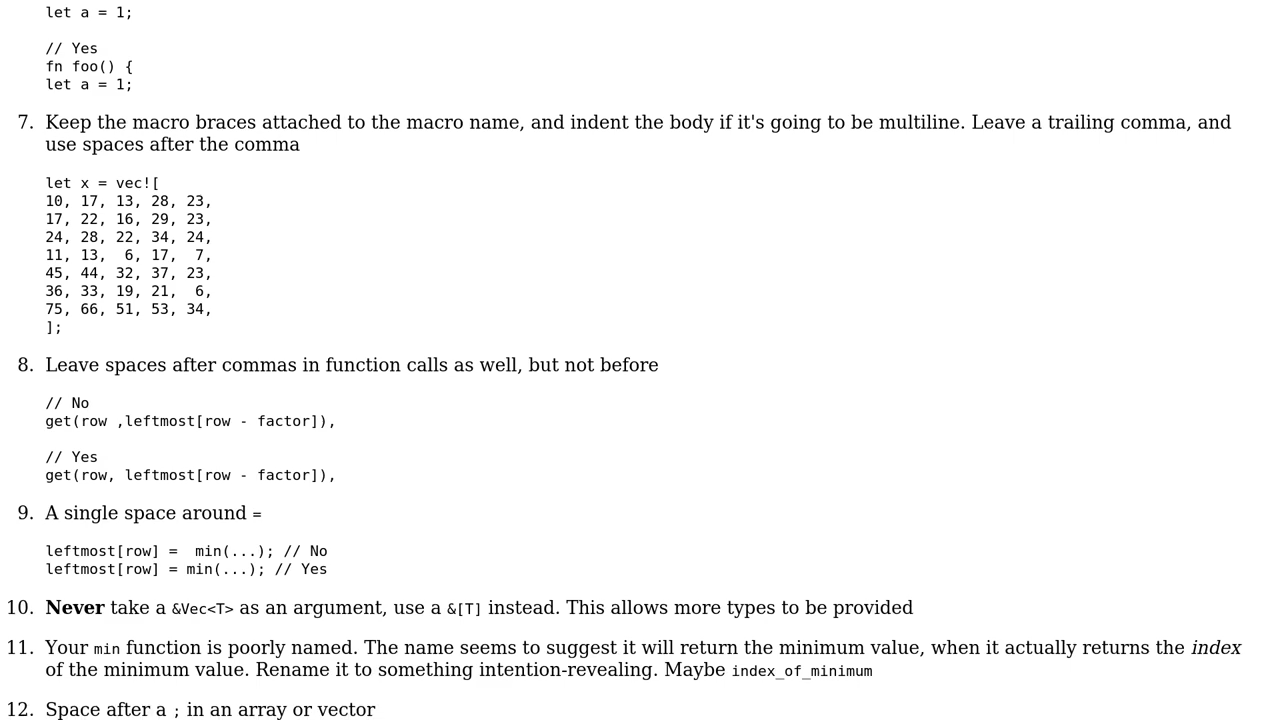 let a = 1;
// Yes
fn foo() {
let a = 1;
7. Keep the macro braces attached to the macro name, and indent the body if it's going to be multiline. Leave a trailing comma, and
use spaces after the comma
let x = vec![
10, 17, 13, 28, 23,
17, 22, 16, 29, 23,
24, 28, 22, 34, 24,
11, 13,  6, 17,  7,
45, 44, 32, 37, 23,
36, 33, 19, 21,  6,
75, 66, 51, 53, 34,
];
8. Leave spaces after commas in function calls as well, but not before
// No
get(row ,leftmost[row - factor]),
// Yes
get(row, leftmost[row - factor]),
9. A single space around =
leftmost[row] =  min(...); // No
leftmost[row] = min(...); // Yes
10. Never take a &Vec<T> as an argument, use a &[T] instead. This allows more types to be provided
11. Your min function is poorly named. The name seems to suggest it will return the minimum value, when it actually returns the index
of the minimum value. Rename it to something intention-revealing. Maybe index_of_minimum
12. Space after a ; in an array or vector